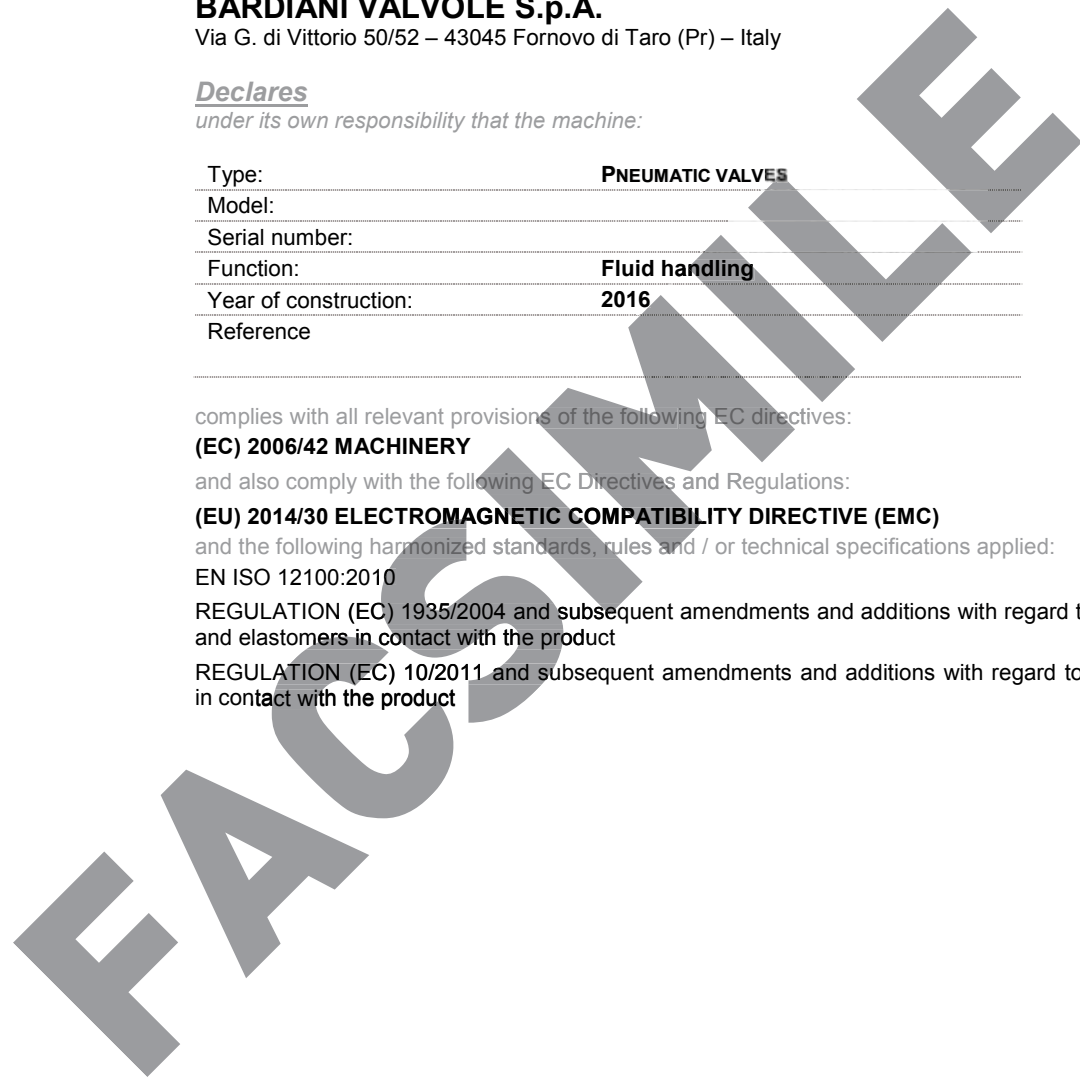 BARDIANI VALVOLE S.p.A.
Via G. di Vittorio 50/52 – 43045 Fornovo di Taro (Pr) – Italy
Declares
under its own responsibility that the machine:
Type: PNEUMATIC VALVES
Model:
Serial number:
Function: Fluid handling
Year of construction: 2016
Reference
complies with all relevant provisions of the following EC directives:
(EC) 2006/42 MACHINERY
and also comply with the following EC Directives and Regulations:
(EU) 2014/30 ELECTROMAGNETIC COMPATIBILITY DIRECTIVE (EMC)
and the following harmonized standards, rules and / or technical specifications applied:
EN ISO 12100:2010
REGULATION (EC) 1935/2004 and subsequent amendments and additions with regard
and elastomers in contact with the product
REGULATION (EC) 10/2011 and subsequent amendments and additions with regard to
in contact with the product
FACSIMILE